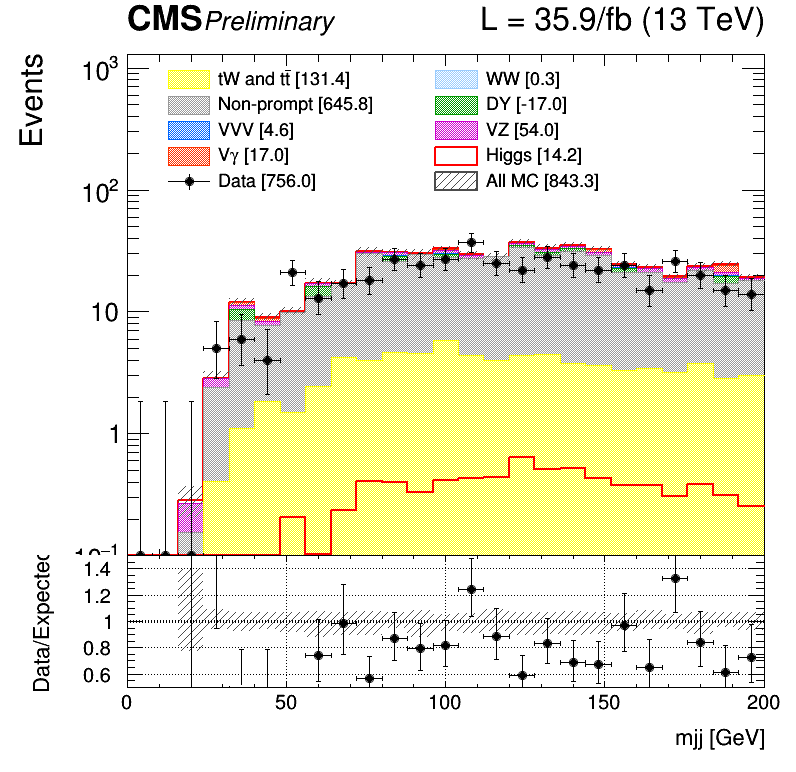 CMS Preliminary L = 35.9/fb (13 TeV)
Events
10³
10²
10
1
10⁻¹
tW and tt̄ [131.4] WW [0.3]
Non-prompt [645.8] DY [-17.0]
VVV [4.6] VZ [54.0]
Vγ [17.0] Higgs [14.2]
Data [756.0] All MC [843.3]
Data/Expected
1.4
1.2
1
0.8
0.6
0 50 100 150 200
mjj [GeV]